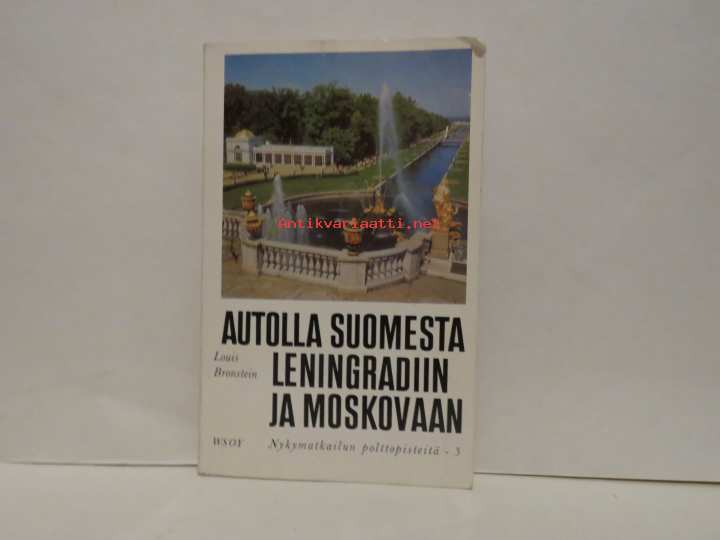 Antikvariaatti.net
AUTOLLA SUOMESTA
Louis
Bronstein
LENINGRADIIN
JA MOSKOVAAN
WSOY
Nykymatkailun polttopisteitä - 3